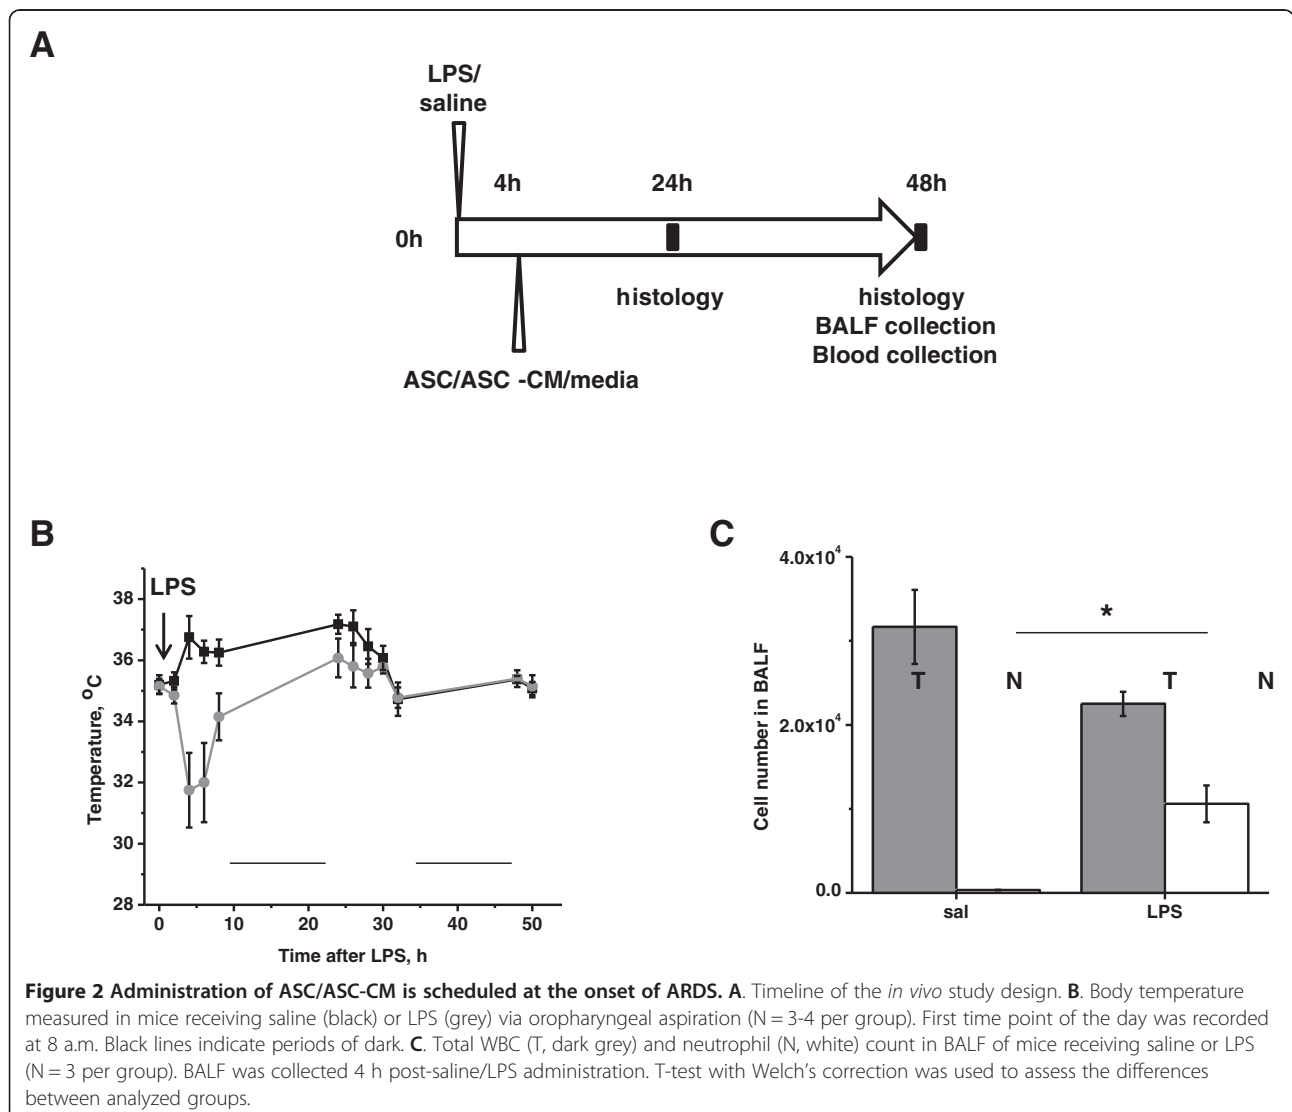 A
LPS/
saline
4h
24h
48h
0h
histology
histology
BALF collection
Blood collection
ASC/ASC -CM/media
B
LPS
38
36
34
32
30
28
Temperature, °C
0
10
20
30
40
50
Time after LPS, h
C
4.0x10⁴
2.0x10⁴
0.0
Cell number in BALF
*
T
N
T
N
sal
LPS
Figure 2 Administration of ASC/ASC-CM is scheduled at the onset of ARDS. A. Timeline of the in vivo study design. B. Body temperature
measured in mice receiving saline (black) or LPS (grey) via oropharyngeal aspiration (N = 3-4 per group). First time point of the day was recorded
at 8 a.m. Black lines indicate periods of dark. C. Total WBC (T, dark grey) and neutrophil (N, white) count in BALF of mice receiving saline or LPS
(N = 3 per group). BALF was collected 4 h post-saline/LPS administration. T-test with Welch's correction was used to assess the differences
between analyzed groups.